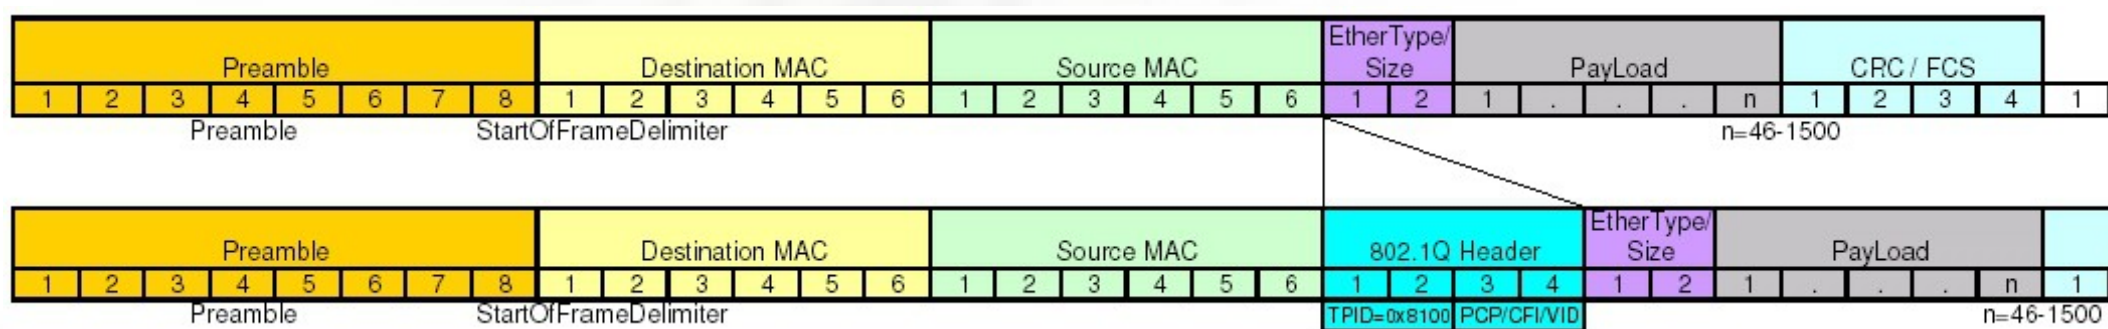 Preamble Destination MAC Source MAC EtherType/ Size PayLoad CRC / FCS
1 2 3 4 5 6 7 8 1 2 3 4 5 6 1 2 3 4 5 6 1 2 1 . . . n 1 2 3 4 1
Preamble StartOfFrameDelimiter n=46-1500
Preamble Destination MAC Source MAC 802.1Q Header EtherType/ Size PayLoad
1 2 3 4 5 6 7 8 1 2 3 4 5 6 1 2 3 4 5 6 1 2 3 4 1 2 1 . . . n 1
Preamble StartOfFrameDelimiter TPID=0x8100 PCP/CFI/VID n=46-1500